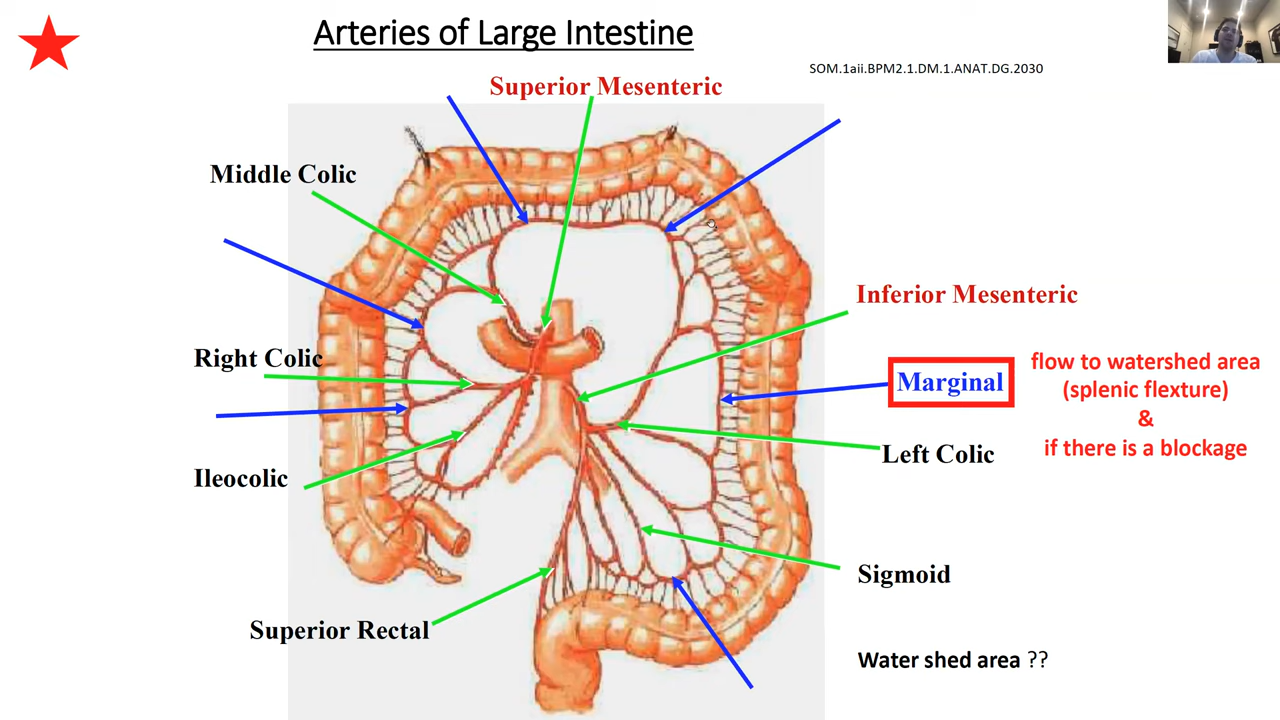 Arteries of Large Intestine
SOM.1aii.BPM2.1.DM.1.ANAT.DG.2030
Superior Mesenteric
Middle Colic
Inferior Mesenteric
Right Colic
Marginal
flow to watershed area
(splenic flexture)
&
if there is a blockage
Left Colic
Ileocolic
Sigmoid
Superior Rectal
Water shed area ??